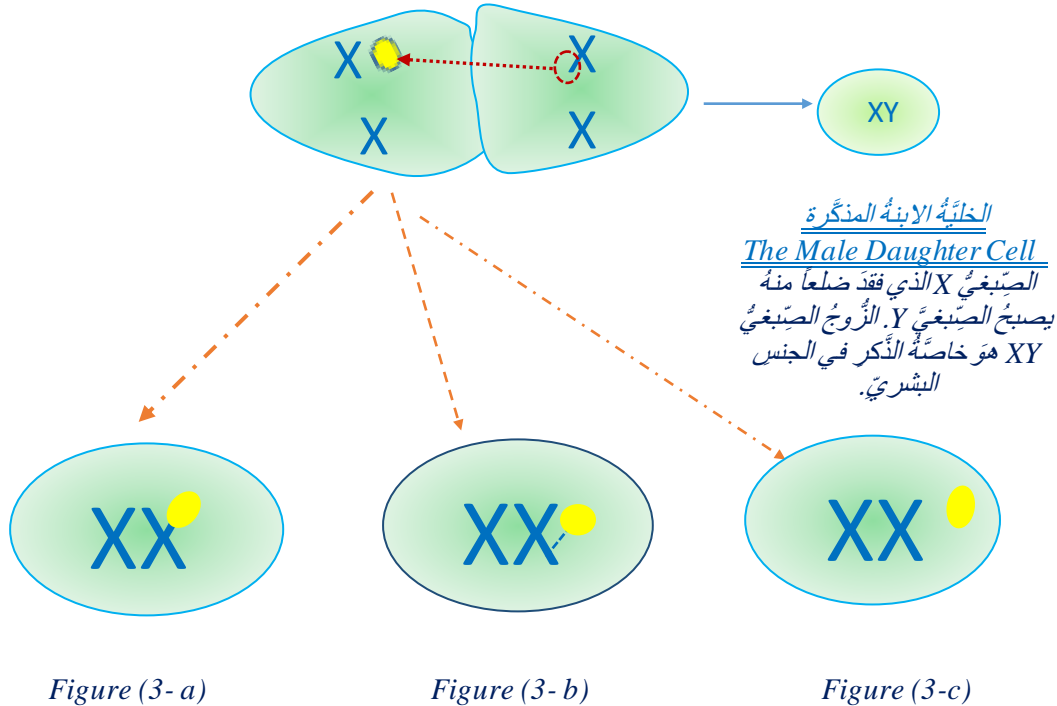 X X
X X
XY
الخليَّةُ الابنةُ المذكَّرة
The Male Daughter Cell
الصِّبغيُّ X الذي فقدَ ضلعاً منهُ
يصبحُ الصِّبغيَّ Y. الزُّوجُ الصِّبغيُّ
XY هوَ خاصَّةُ الذَّكرِ في الجنسِ
البشريّ.
XX XX XX
Figure (3- a) Figure (3- b) Figure (3-c)